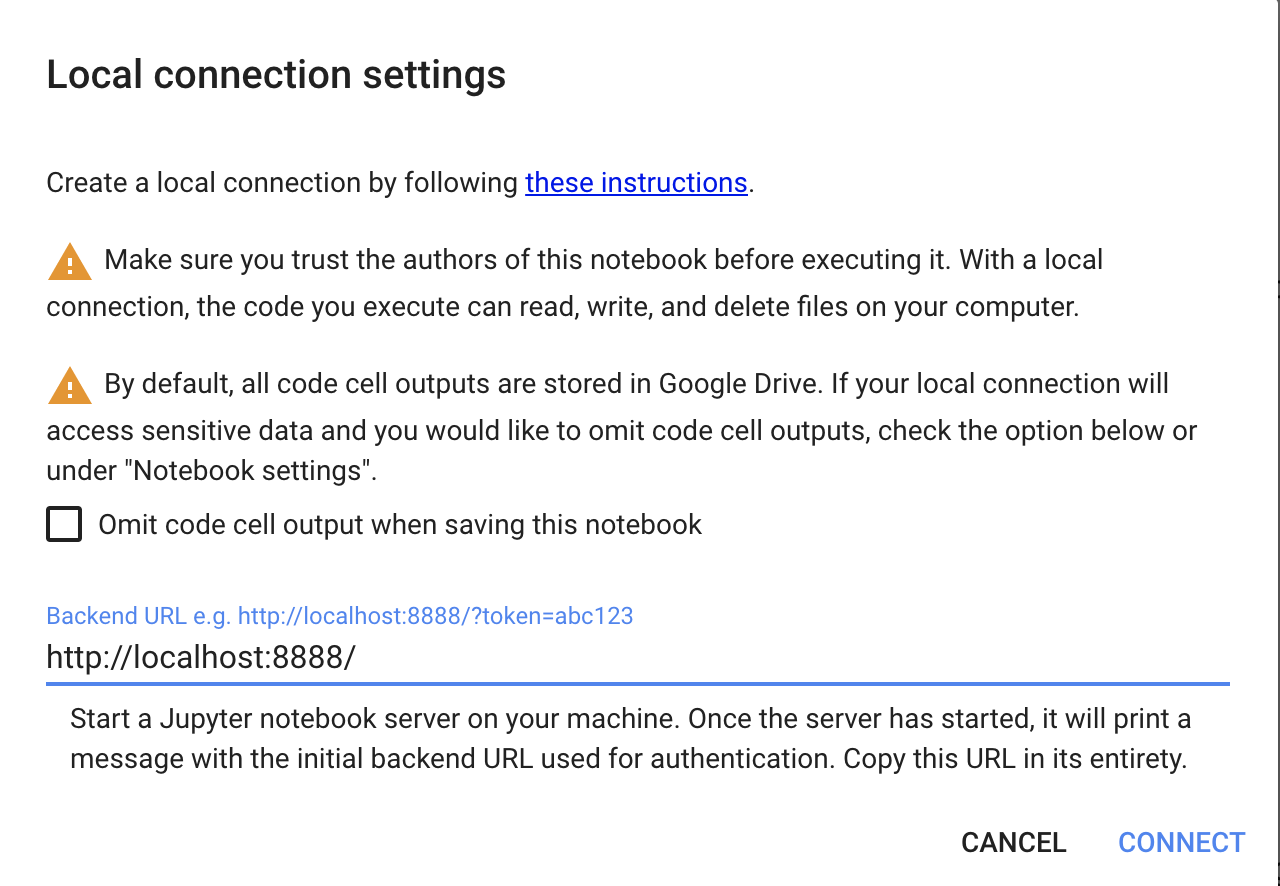 Local connection settings
Create a local connection by following these instructions.
Make sure you trust the authors of this notebook before executing it. With a local
connection, the code you execute can read, write, and delete files on your computer.
By default, all code cell outputs are stored in Google Drive. If your local connection will
access sensitive data and you would like to omit code cell outputs, check the option below or
under "Notebook settings".
Omit code cell output when saving this notebook
Backend URL e.g. http://localhost:8888/?token=abc123
http://localhost:8888/
Start a Jupyter notebook server on your machine. Once the server has started, it will print a
message with the initial backend URL used for authentication. Copy this URL in its entirety.
CANCEL CONNECT